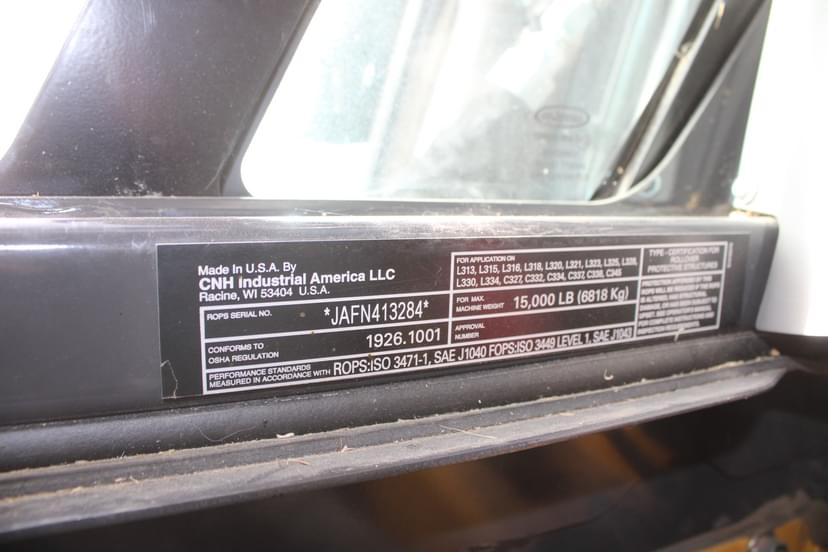 Made In U.S.A. By
CNH Industrial America LLC
Racine, WI 53404 U.S.A.
ROPS SERIAL NO.
*JAFN413284*
CONFORMS TO
OSHA REGULATION
1926.1001
PERFORMANCE STANDARDS
MEASURED IN ACCORDANCE WITH
ROPS:ISO 3471-1, SAE J1040 FOPS:ISO 3449 LEVEL 1, SAE J1043
FOR APPLICATION ON
L313, L315, L316, L318, L320, L321, L323, L325, L328,
L330, L334, C327, C332, C334, C337, C338, C345
FOR MAX.
MACHINE WEIGHT
15,000 LB (6818 Kg)
APPROVAL
NUMBER
TYPE - CERTIFICATION FOR
ROLLOVER
PROTECTIVE STRUCTURES